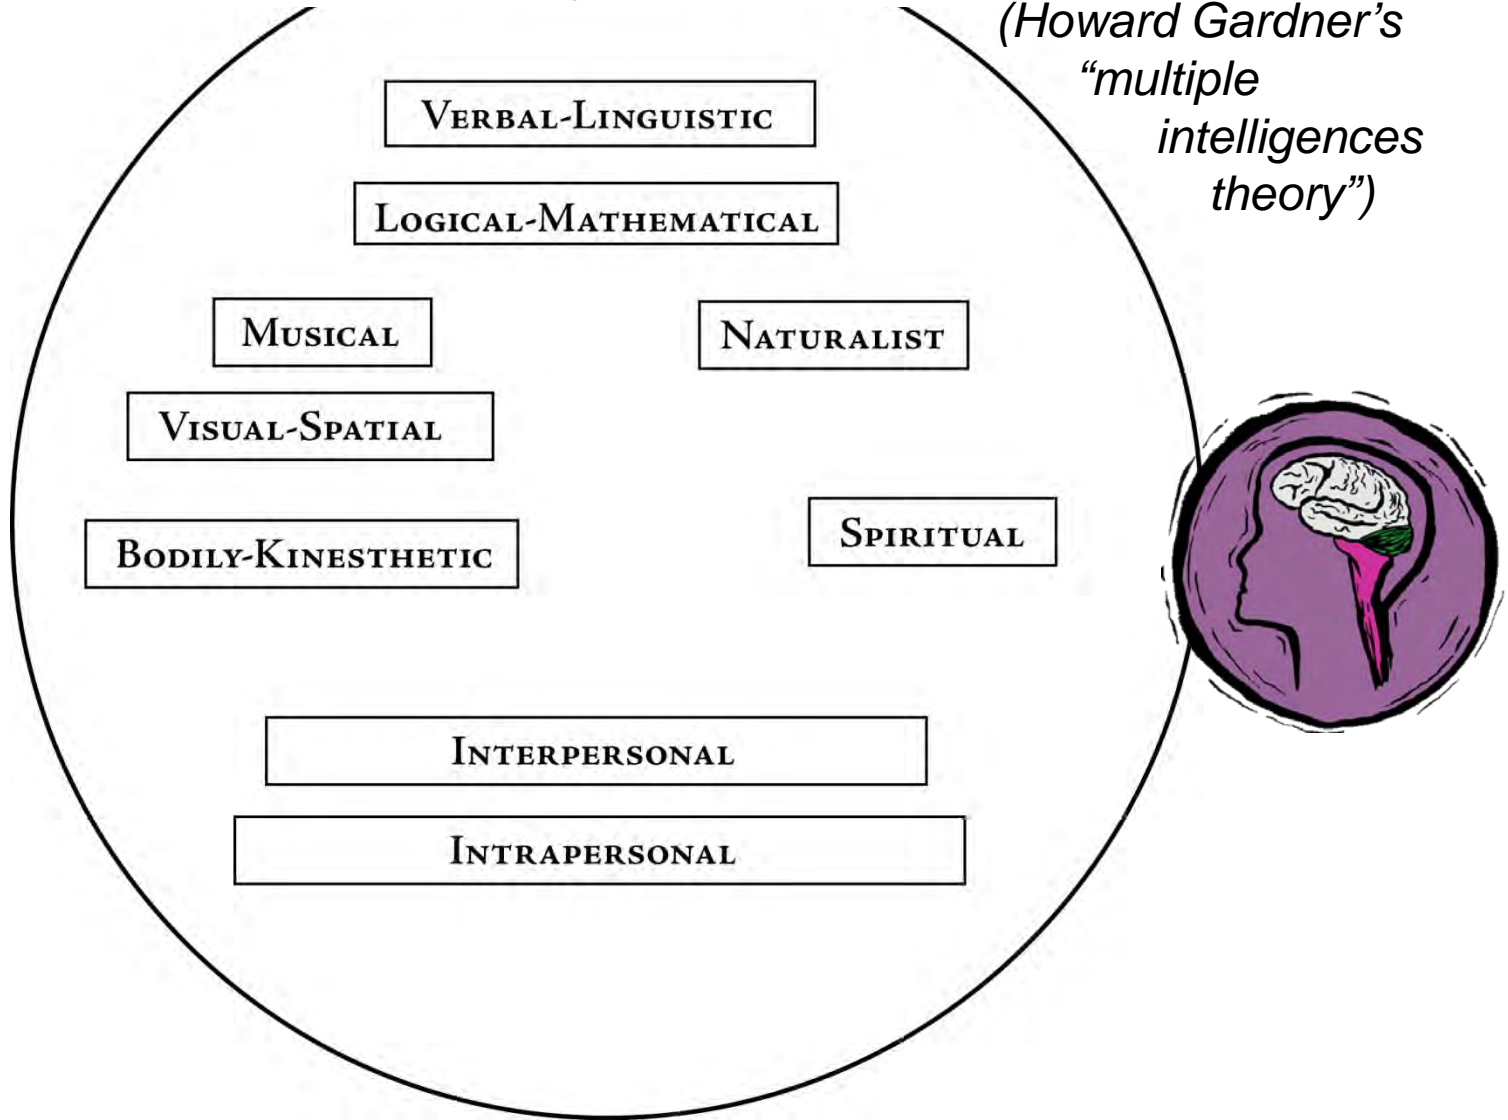 (Howard Gardner’s
“multiple
intelligences
theory”)
VERBAL-LINGUISTIC
LOGICAL-MATHEMATICAL
MUSICAL
NATURALIST
VISUAL-SPATIAL
SPIRITUAL
BODILY-KINESTHETIC
INTERPERSONAL
INTRAPERSONAL